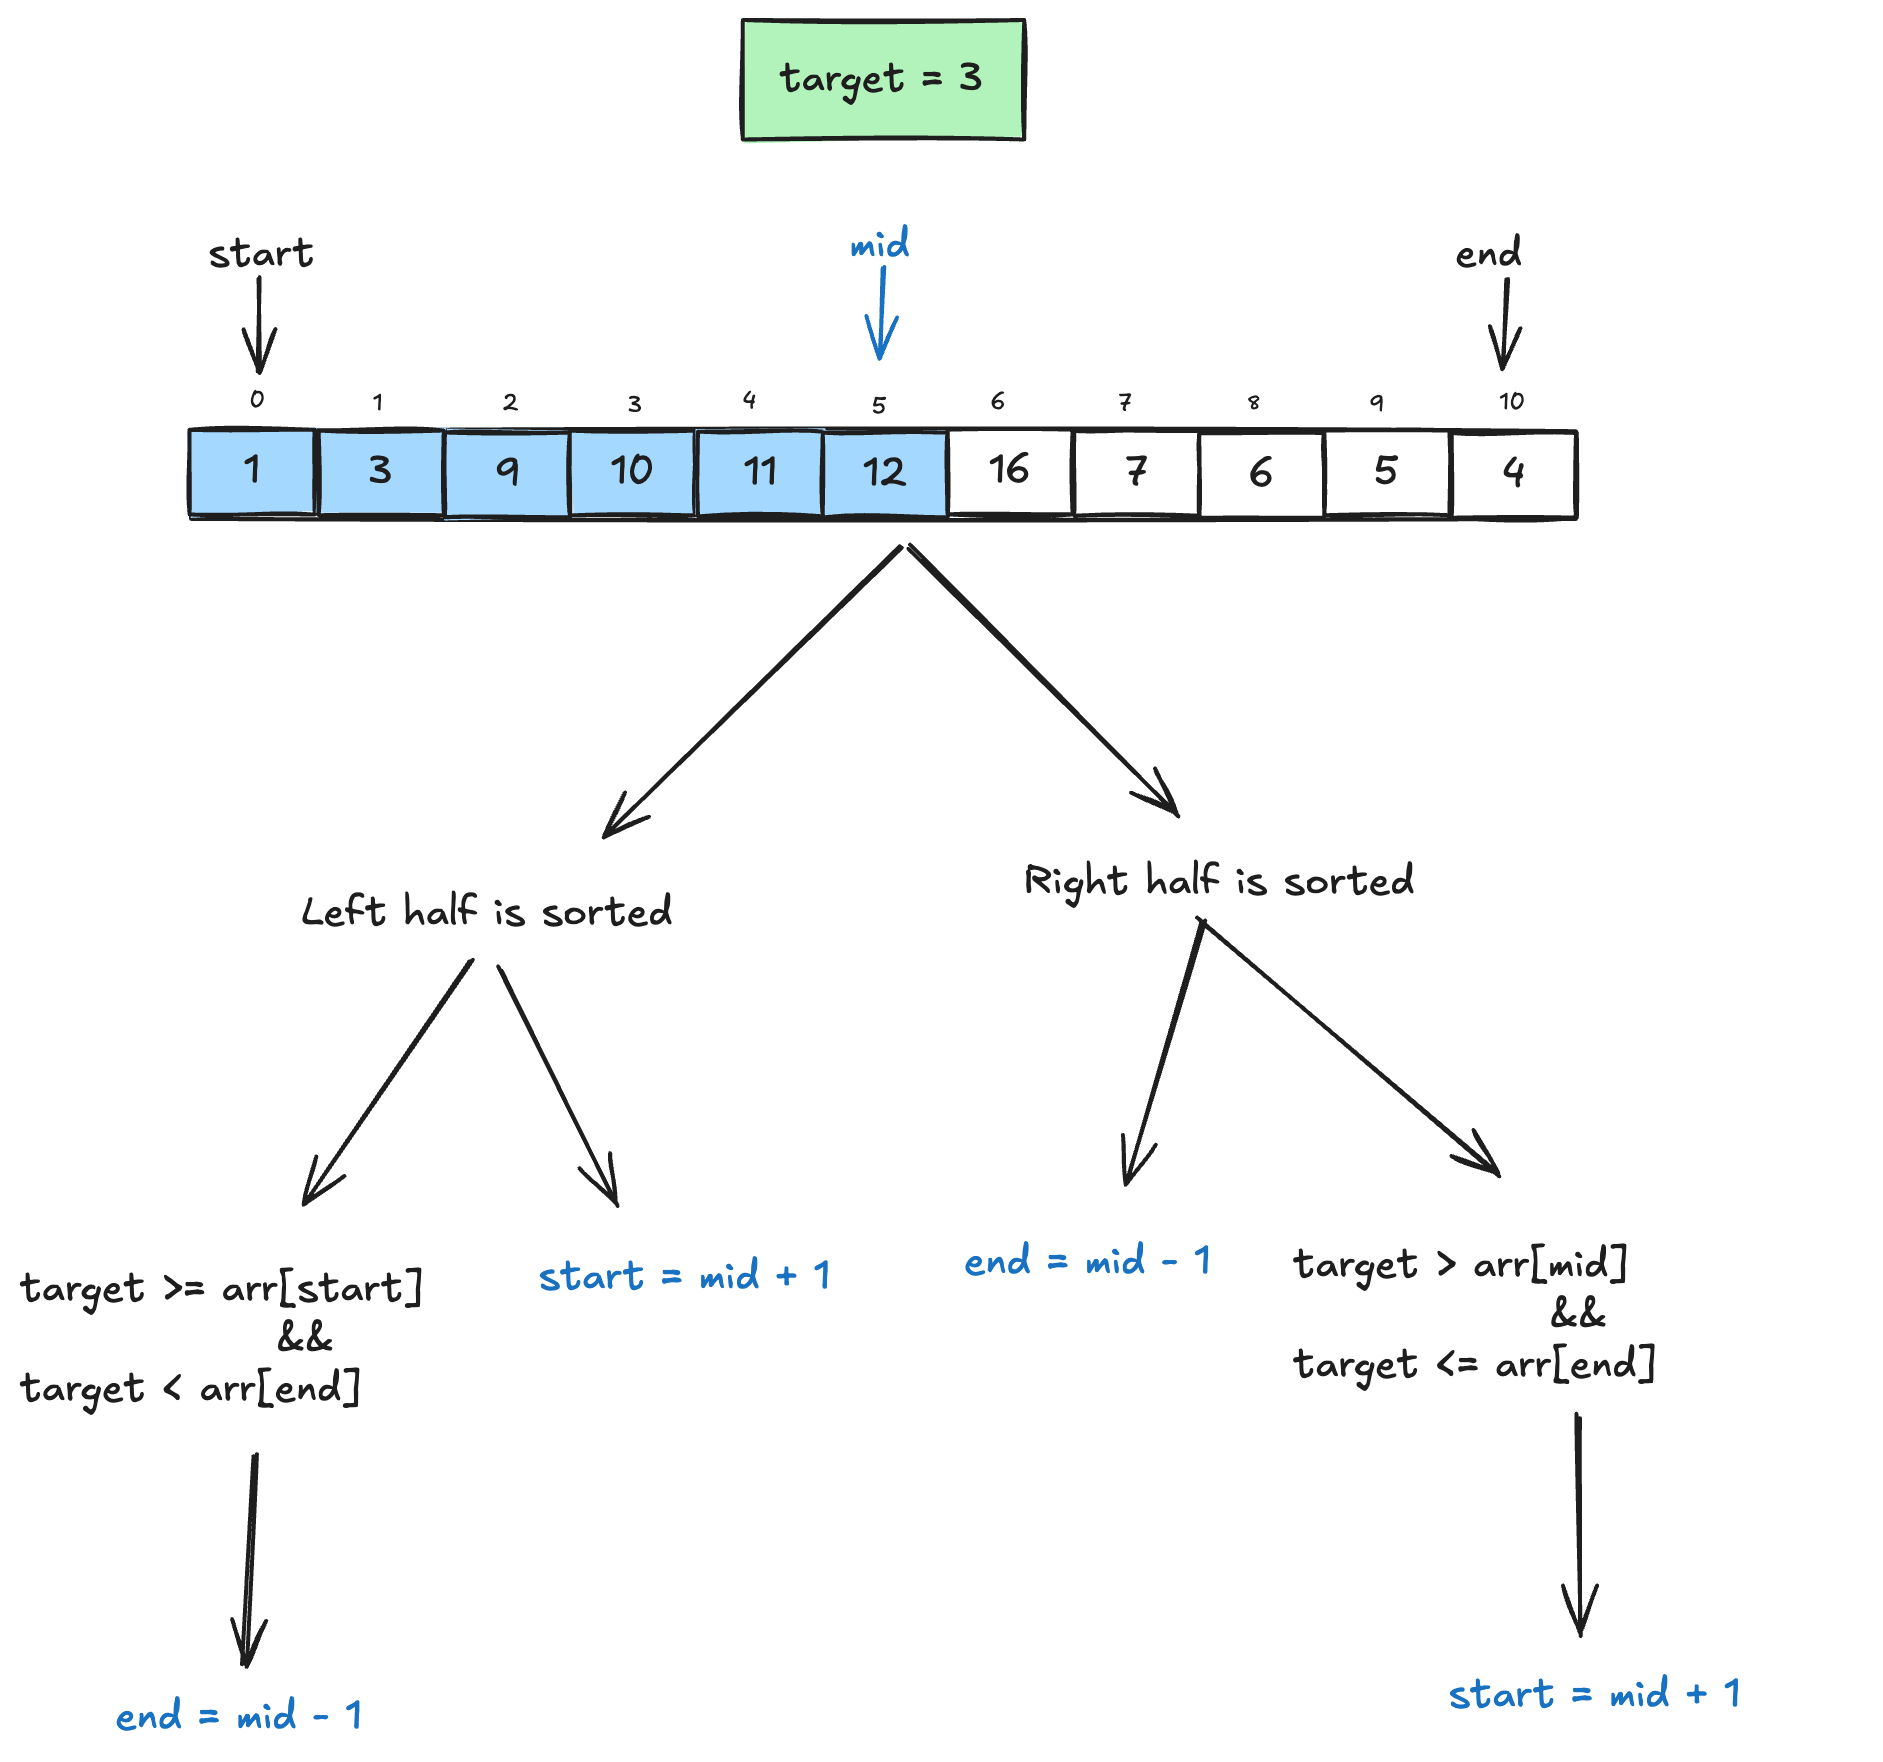 target = 3
start
mid
end
0 1 2 3 4 5 6 7 8 9 10
1 3 9 10 11 12 16 7 6 5 4
Left half is sorted
Right half is sorted
target >= arr[start]
&&
target < arr[end]
start = mid + 1
end = mid - 1
target > arr[mid]
&&
target <= arr[end]
end = mid - 1
start = mid + 1